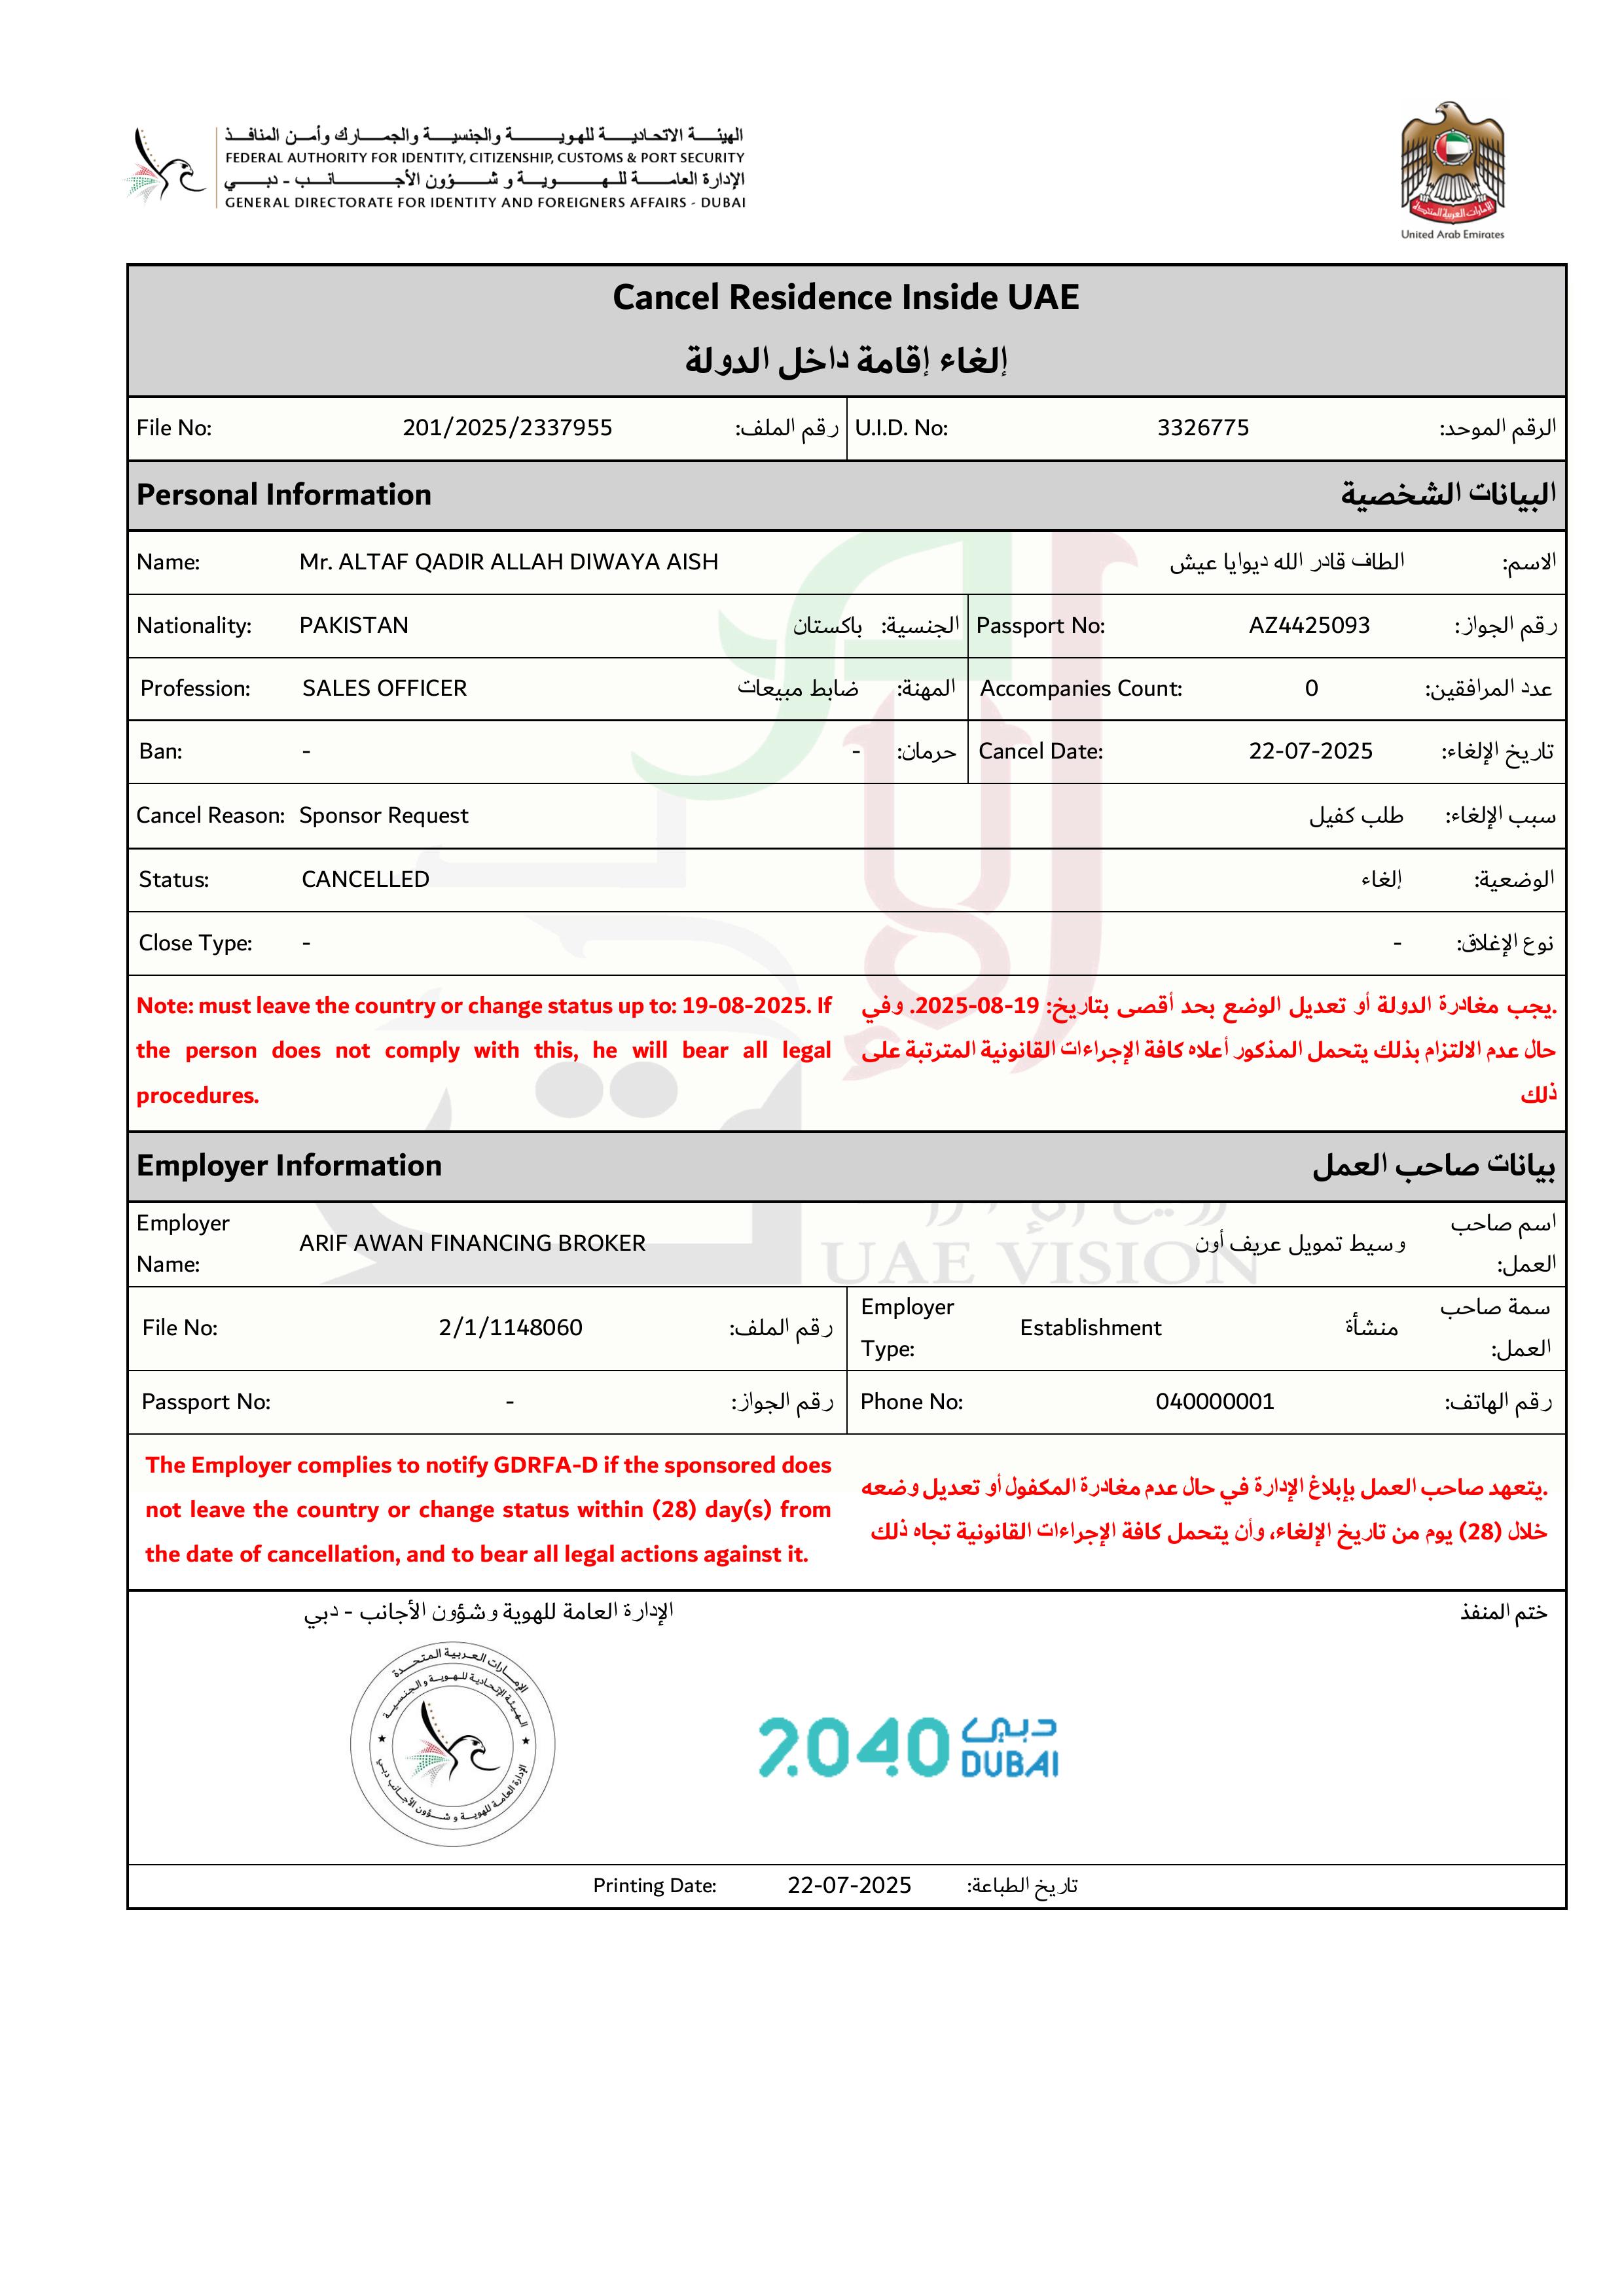 الهيئة الاتحادية للهوية والجنسية والجمارك وأمن المنافذ
FEDERAL AUTHORITY FOR IDENTITY, CITIZENSHIP, CUSTOMS & PORT SECURITY
الإدارة العامة للهوية و شؤون الأجانب - دبي
GENERAL DIRECTORATE FOR IDENTITY AND FOREIGNERS AFFAIRS - DUBAI
الإمارات العربية المتحدة
United Arab Emirates
Cancel Residence Inside UAE
إلغاء إقامة داخل الدولة
File No: 201/2025/2337955 رقم الملف: U.I.D. No: 3326775 الرقم الموحد:
Personal Information البيانات الشخصية
Name: Mr. ALTAF QADIR ALLAH DIWAYA AISH الطاف قادر الله ديوايا عيش الاسم:
Nationality: PAKISTAN باكستان الجنسية: Passport No: AZ4425093 رقم الجواز:
Profession: SALES OFFICER ضابط مبيعات المهنة: Accompanies Count: 0 عدد المرافقين:
Ban: - - حرمان: Cancel Date: 22-07-2025 تاريخ الإلغاء:
Cancel Reason: Sponsor Request طلب كفيل سبب الإلغاء:
Status: CANCELLED إلغاء الوضعية:
Close Type: - - نوع الإغلاق:
Note: must leave the country or change status up to: 19-08-2025. If
the person does not comply with this, he will bear all legal
procedures.
يجب مغادرة الدولة أو تعديل الوضع بحد أقصى بتاريخ: 19-08-2025. وفي.
حال عدم الالتزام بذلك يتحمل المذكور أعلاه كافة الإجراءات القانونية المترتبة على
ذلك
Employer Information بيانات صاحب العمل
Employer
Name: ARIF AWAN FINANCING BROKER وسيط تمويل عريف أون اسم صاحب
العمل:
UAE VISION
File No: 2/1/1148060 رقم الملف: Employer
Type: Establishment منشأة سمة صاحب
العمل:
Passport No: - رقم الجواز: Phone No: 040000001 رقم الهاتف:
The Employer complies to notify GDRFA-D if the sponsored does
not leave the country or change status within (28) day(s) from
the date of cancellation, and to bear all legal actions against it.
يتعهد صاحب العمل بإبلاغ الإدارة في حال عدم مغادرة المكفول أو تعديل وضعه.
خلال (28) يوم من تاريخ الإلغاء، وأن يتحمل كافة الإجراءات القانونية تجاه ذلك
الإدارة العامة للهوية وشؤون الأجانب - دبي ختم المنفذ
الإمارات العربية المتحدة
الهيئة الإتحادية للهوية والجنسية
الإدارة العامة للهوية و شؤون الأجانب دبي
2040 دبي
DUBAI
Printing Date: 22-07-2025 تاريخ الطباعة: